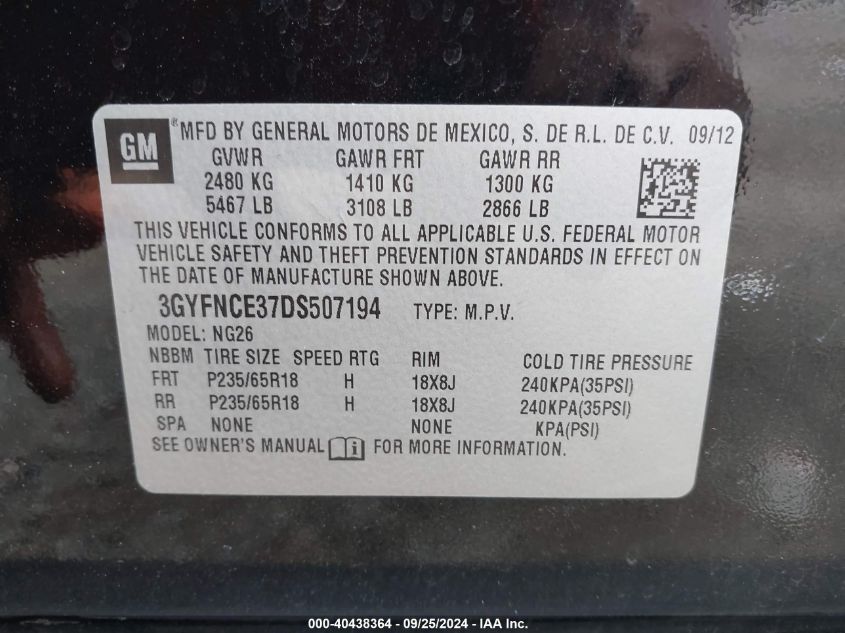 GM ® MFD BY GENERAL MOTORS DE MEXICO, S. DE R.L. DE C.V. 09/12
GVWR GAWR FRT GAWR RR
2480 KG 1410 KG 1300 KG
5467 LB 3108 LB 2866 LB
THIS VEHICLE CONFORMS TO ALL APPLICABLE U.S. FEDERAL MOTOR
VEHICLE SAFETY AND THEFT PREVENTION STANDARDS IN EFFECT ON
THE DATE OF MANUFACTURE SHOWN ABOVE.
3GYFNCE37DS507194 TYPE: M.P.V.
MODEL: NG26
NBBM TIRE SIZE SPEED RTG RIM COLD TIRE PRESSURE
FRT P235/65R18 H 18X8J 240KPA(35PSI)
RR P235/65R18 H 18X8J 240KPA(35PSI)
SPA NONE NONE KPA(PSI)
SEE OWNER'S MANUAL i FOR MORE INFORMATION.
000-40438364 - 09/25/2024 - IAA Inc.